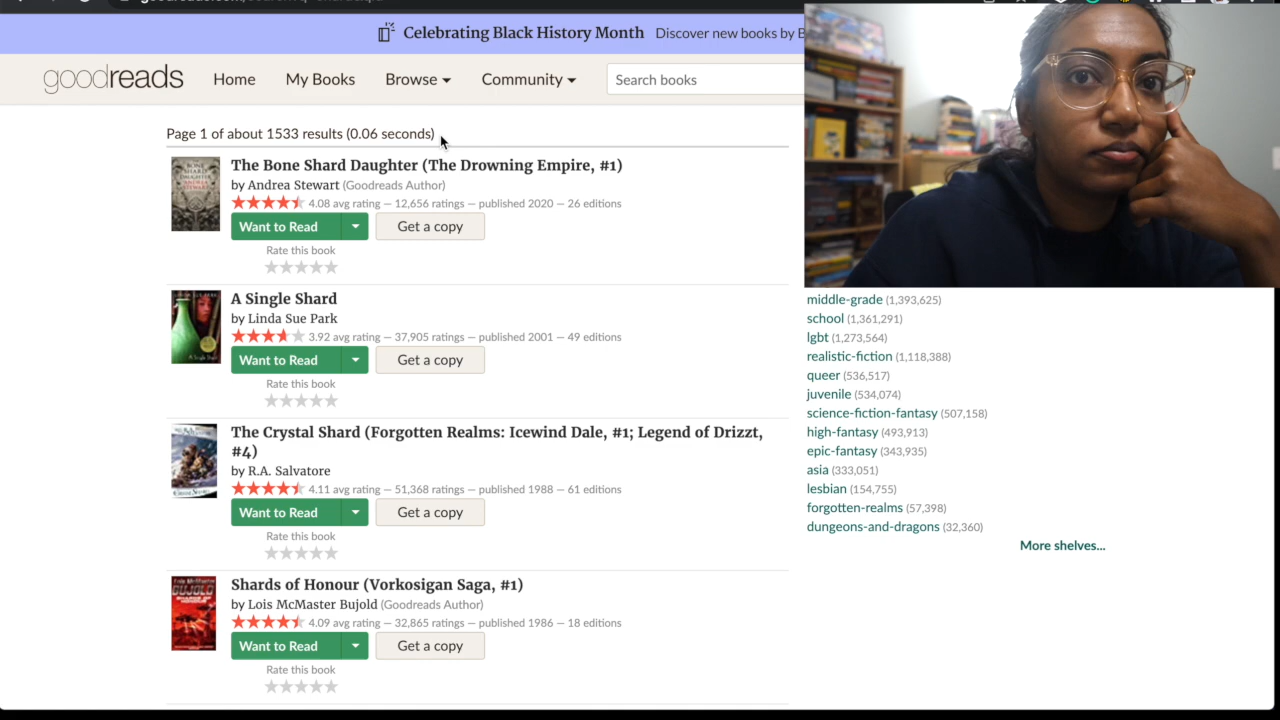 Celebrating Black History Month Discover new books by B
goodreads Home My Books Browse Community Search books
Page 1 of about 1533 results (0.06 seconds)
The Bone Shard Daughter (The Drowning Empire, #1)
by Andrea Stewart (Goodreads Author)
4.08 avg rating — 12,656 ratings — published 2020 — 26 editions
Want to Read Get a copy
Rate this book
A Single Shard
by Linda Sue Park
3.92 avg rating — 37,905 ratings — published 2001 — 49 editions
Want to Read Get a copy
Rate this book
The Crystal Shard (Forgotten Realms: Icewind Dale, #1; Legend of Drizzt,
#4)
by R.A. Salvatore
4.11 avg rating — 51,368 ratings — published 1988 — 61 editions
Want to Read Get a copy
Rate this book
Shards of Honour (Vorkosigan Saga, #1)
by Lois McMaster Bujold (Goodreads Author)
4.09 avg rating — 32,865 ratings — published 1986 — 18 editions
Want to Read Get a copy
Rate this book
middle-grade (1,393,625)
school (1,361,291)
lgbt (1,273,564)
realistic-fiction (1,118,388)
queer (536,517)
juvenile (534,074)
science-fiction-fantasy (507,158)
high-fantasy (493,913)
epic-fantasy (343,935)
asia (333,051)
lesbian (154,755)
forgotten-realms (57,398)
dungeons-and-dragons (32,360)
More shelves...